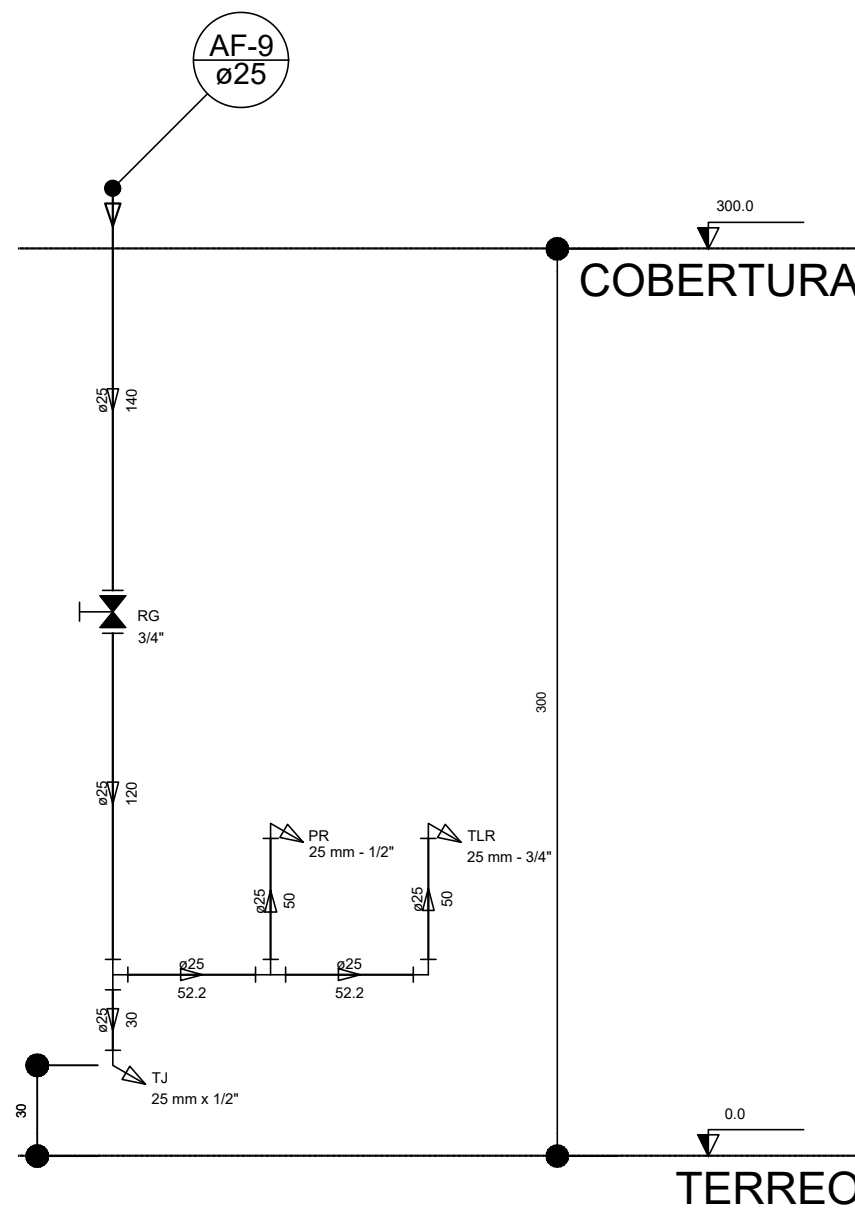 AF-9
ø25
300.0
COBERTURA
ø25
140
RG
3/4"
300
ø25
120
PR
25 mm - 1/2"
TLR
25 mm - 3/4"
ø25
50
ø25
50
ø25
52.2
ø25
52.2
ø25
30
TJ
25 mm x 1/2"
30
0.0
TERREO